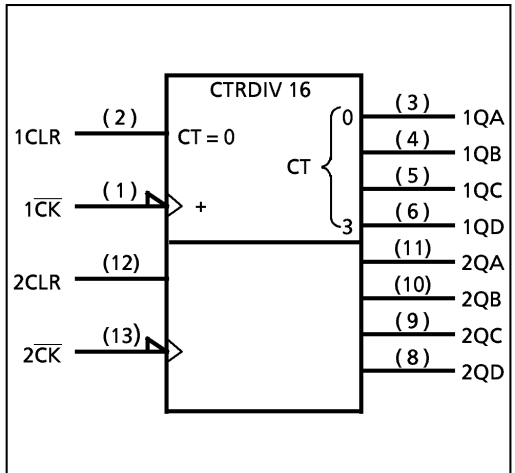 CTRDIV 16
1CLR (2) CT = 0
1C̅K̅ (1) +
CT 0 3
(3) 1QA
(4) 1QB
(5) 1QC
(6) 1QD
2CLR (12)
2C̅K̅ (13)
(11) 2QA
(10) 2QB
(9) 2QC
(8) 2QD